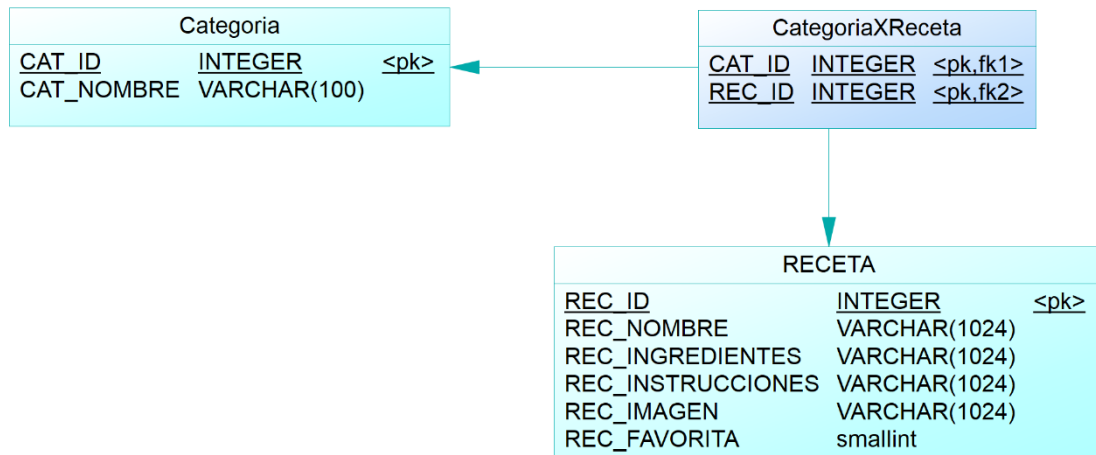 Categoria
CAT_ID INTEGER <pk>
CAT_NOMBRE VARCHAR(100)
CategoriaXReceta
CAT_ID INTEGER <pk,fk1>
REC_ID INTEGER <pk,fk2>
RECETA
REC_ID INTEGER <pk>
REC_NOMBRE VARCHAR(1024)
REC_INGREDIENTES VARCHAR(1024)
REC_INSTRUCCIONES VARCHAR(1024)
REC_IMAGEN VARCHAR(1024)
REC_FAVORITA smallint